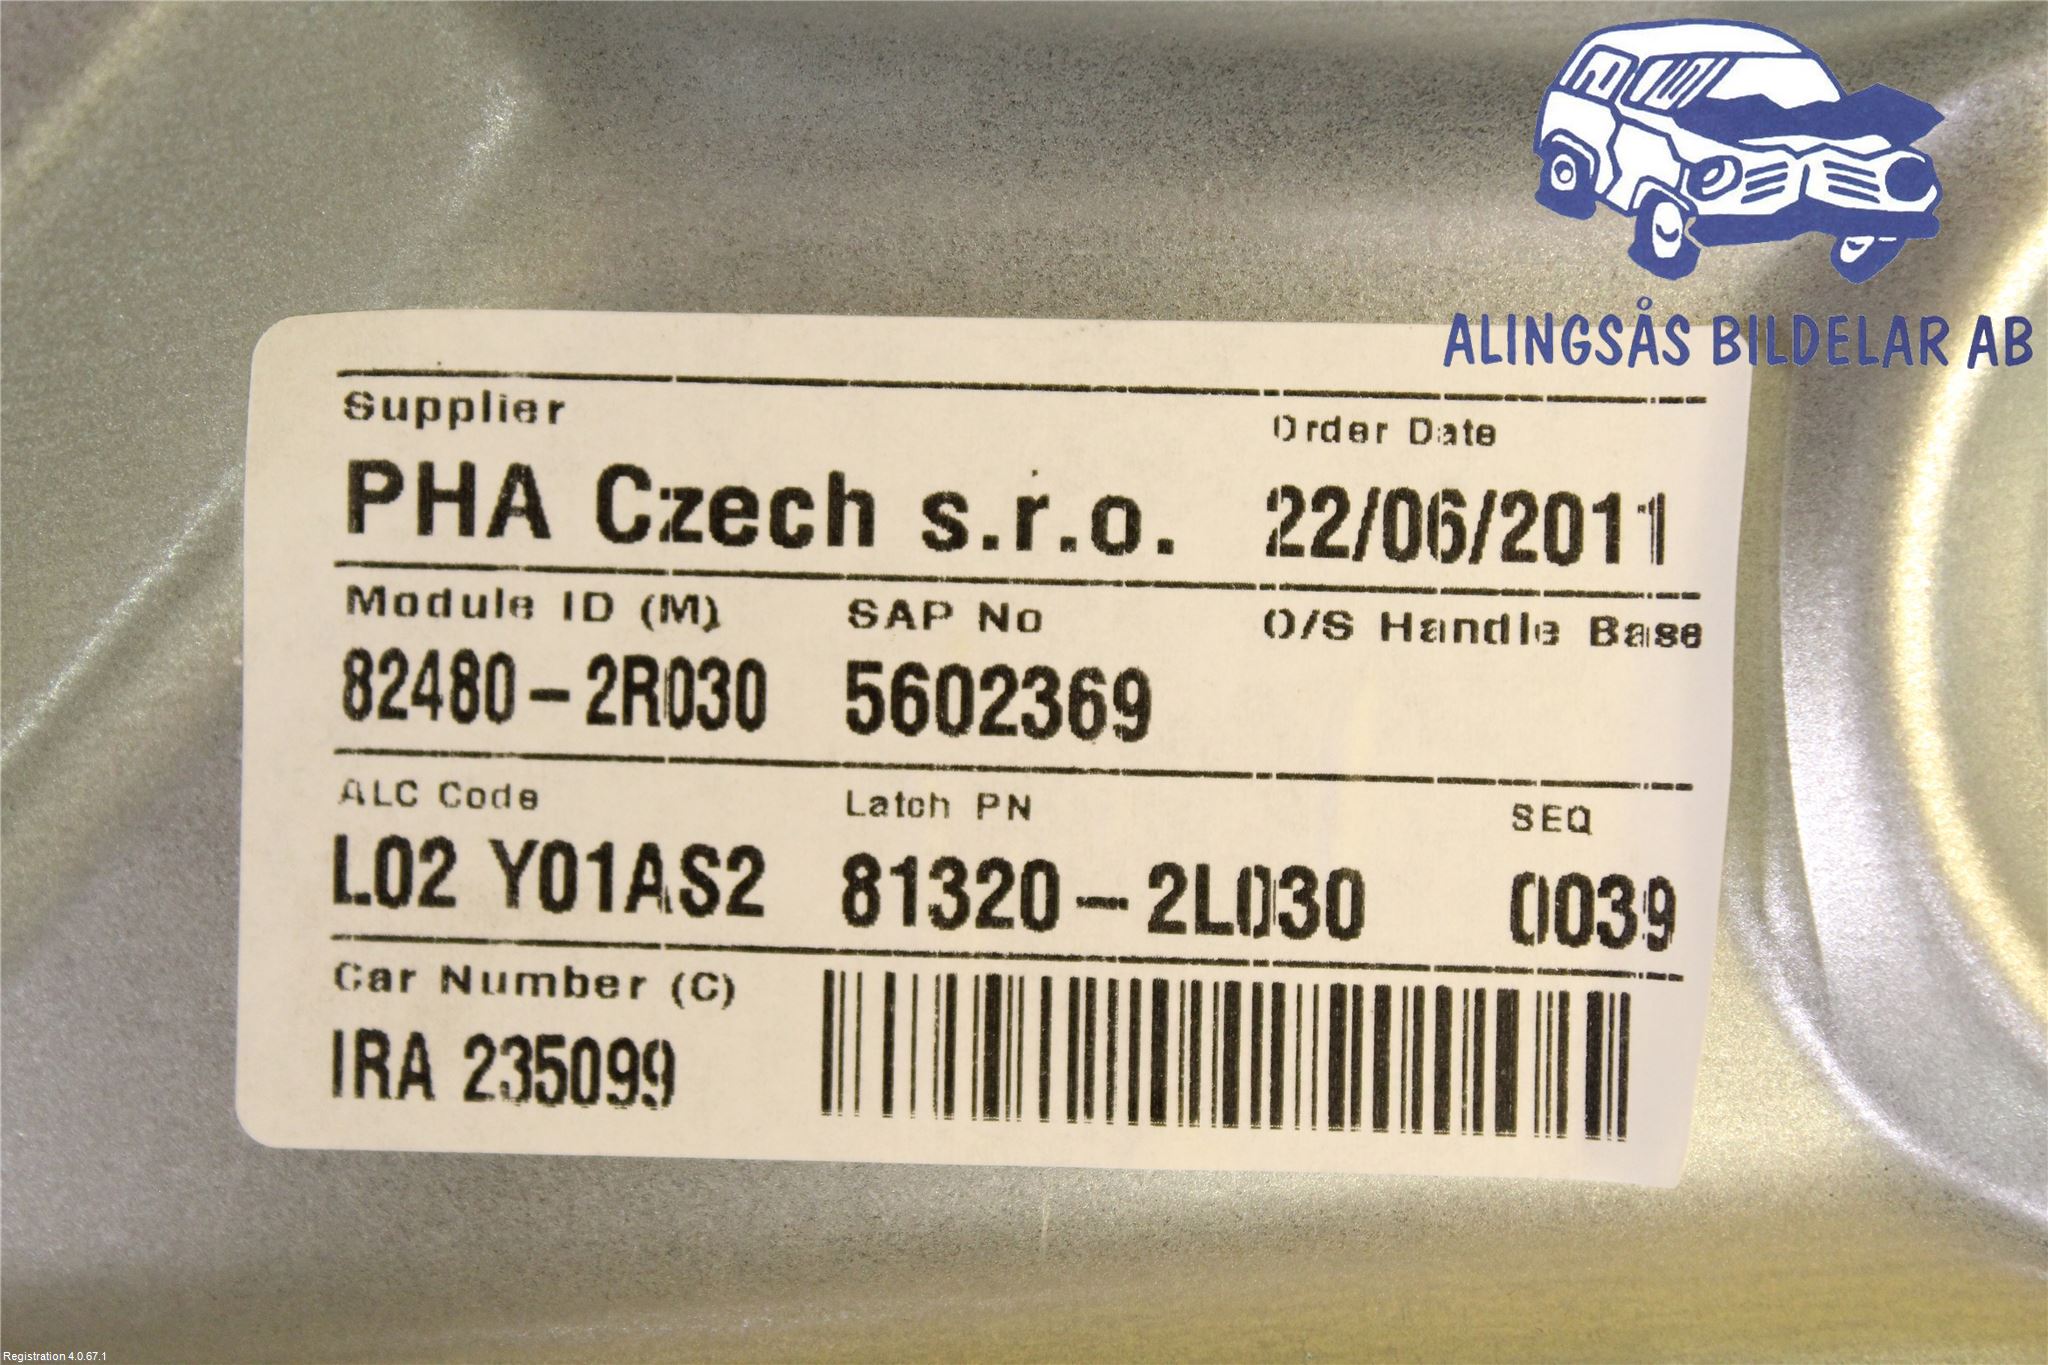 ALINGSÅS BILDELAR AB
Supplier
Order Date
PHA Czech s.r.o.
22/06/2011
Module ID (M)
SAP No
O/S Handle Base
82480-2R030
5602369
ALC Code
Latch PN
SEQ
L02 Y01AS2
81320-2L030
0039
Car Number (C)
IRA 235099
Registration 4.0.67.1